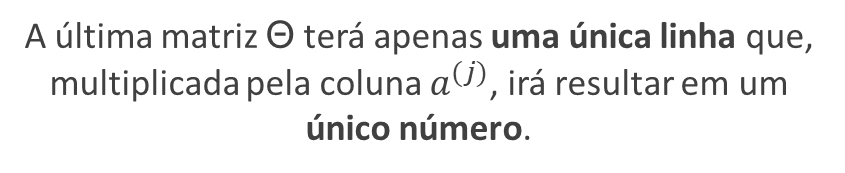 A última matriz Θ terá apenas uma única linha que,
multiplicada pela coluna a⁽ʲ⁾, irá resultar em um
único número.